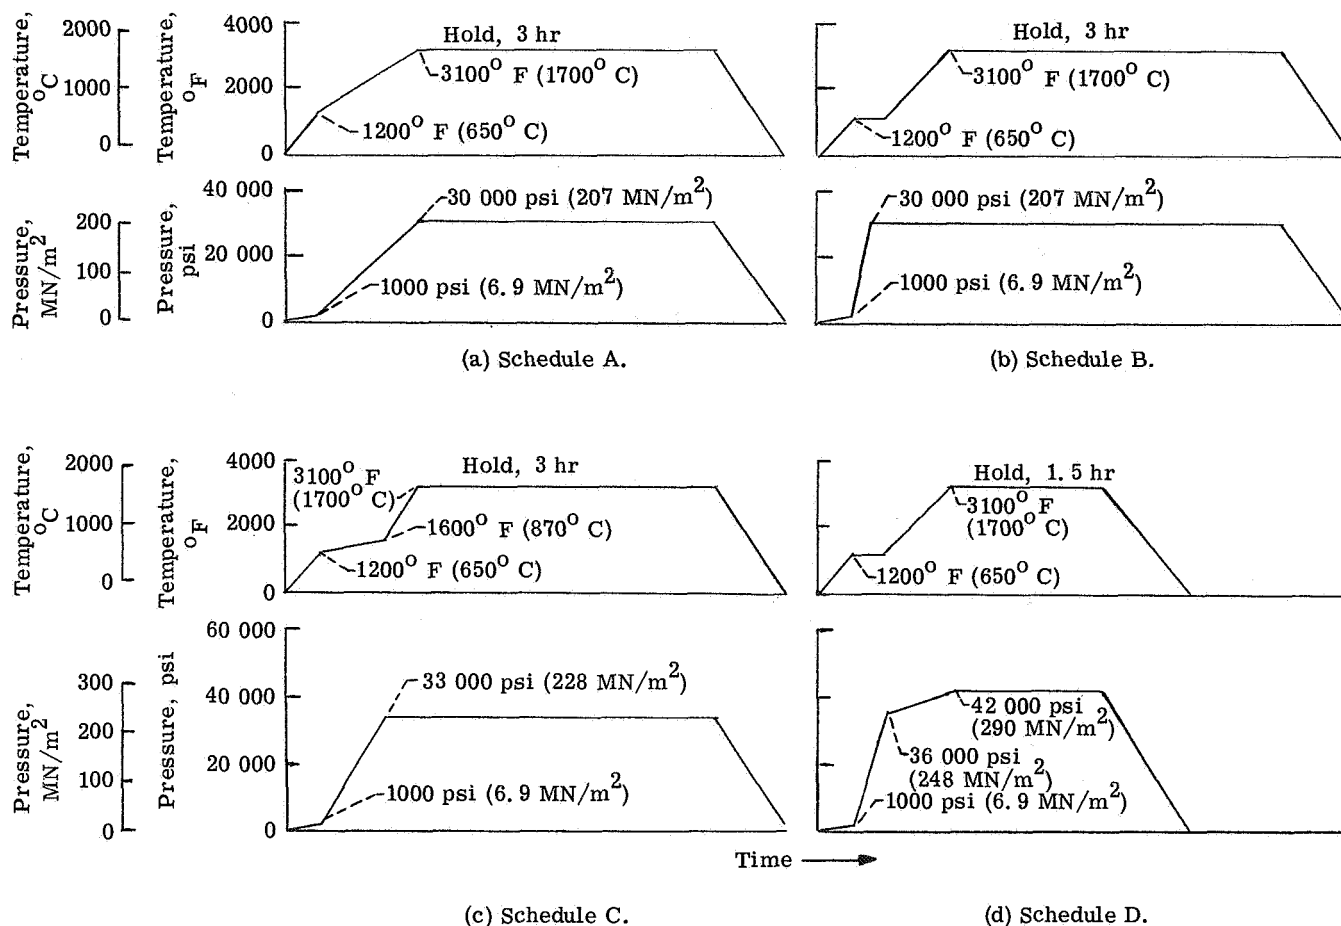 Temperature,
°C
2000
1000
0
Temperature,
°F
4000
2000
0
Hold, 3 hr
3100° F (1700° C)
1200° F (650° C)
Pressure,
MN/m²
200
100
0
Pressure,
psi
40 000
20 000
0
30 000 psi (207 MN/m²)
1000 psi (6.9 MN/m²)
(a) Schedule A.
Hold, 3 hr
3100° F (1700° C)
1200° F (650° C)
30 000 psi (207 MN/m²)
1000 psi (6.9 MN/m²)
(b) Schedule B.
Temperature,
°C
2000
1000
0
Temperature,
°F
4000
2000
0
3100° F
(1700° C)
Hold, 3 hr
1600° F (870° C)
1200° F (650° C)
Pressure,
MN/m²
300
200
100
0
Pressure, psi
60 000
40 000
20 000
0
33 000 psi (228 MN/m²)
1000 psi (6.9 MN/m²)
(c) Schedule C.
Hold, 1.5 hr
3100° F
(1700° C)
1200° F (650° C)
42 000 psi
(290 MN/m²)
36 000 psi
(248 MN/m²)
1000 psi (6.9 MN/m²)
Time
(d) Schedule D.